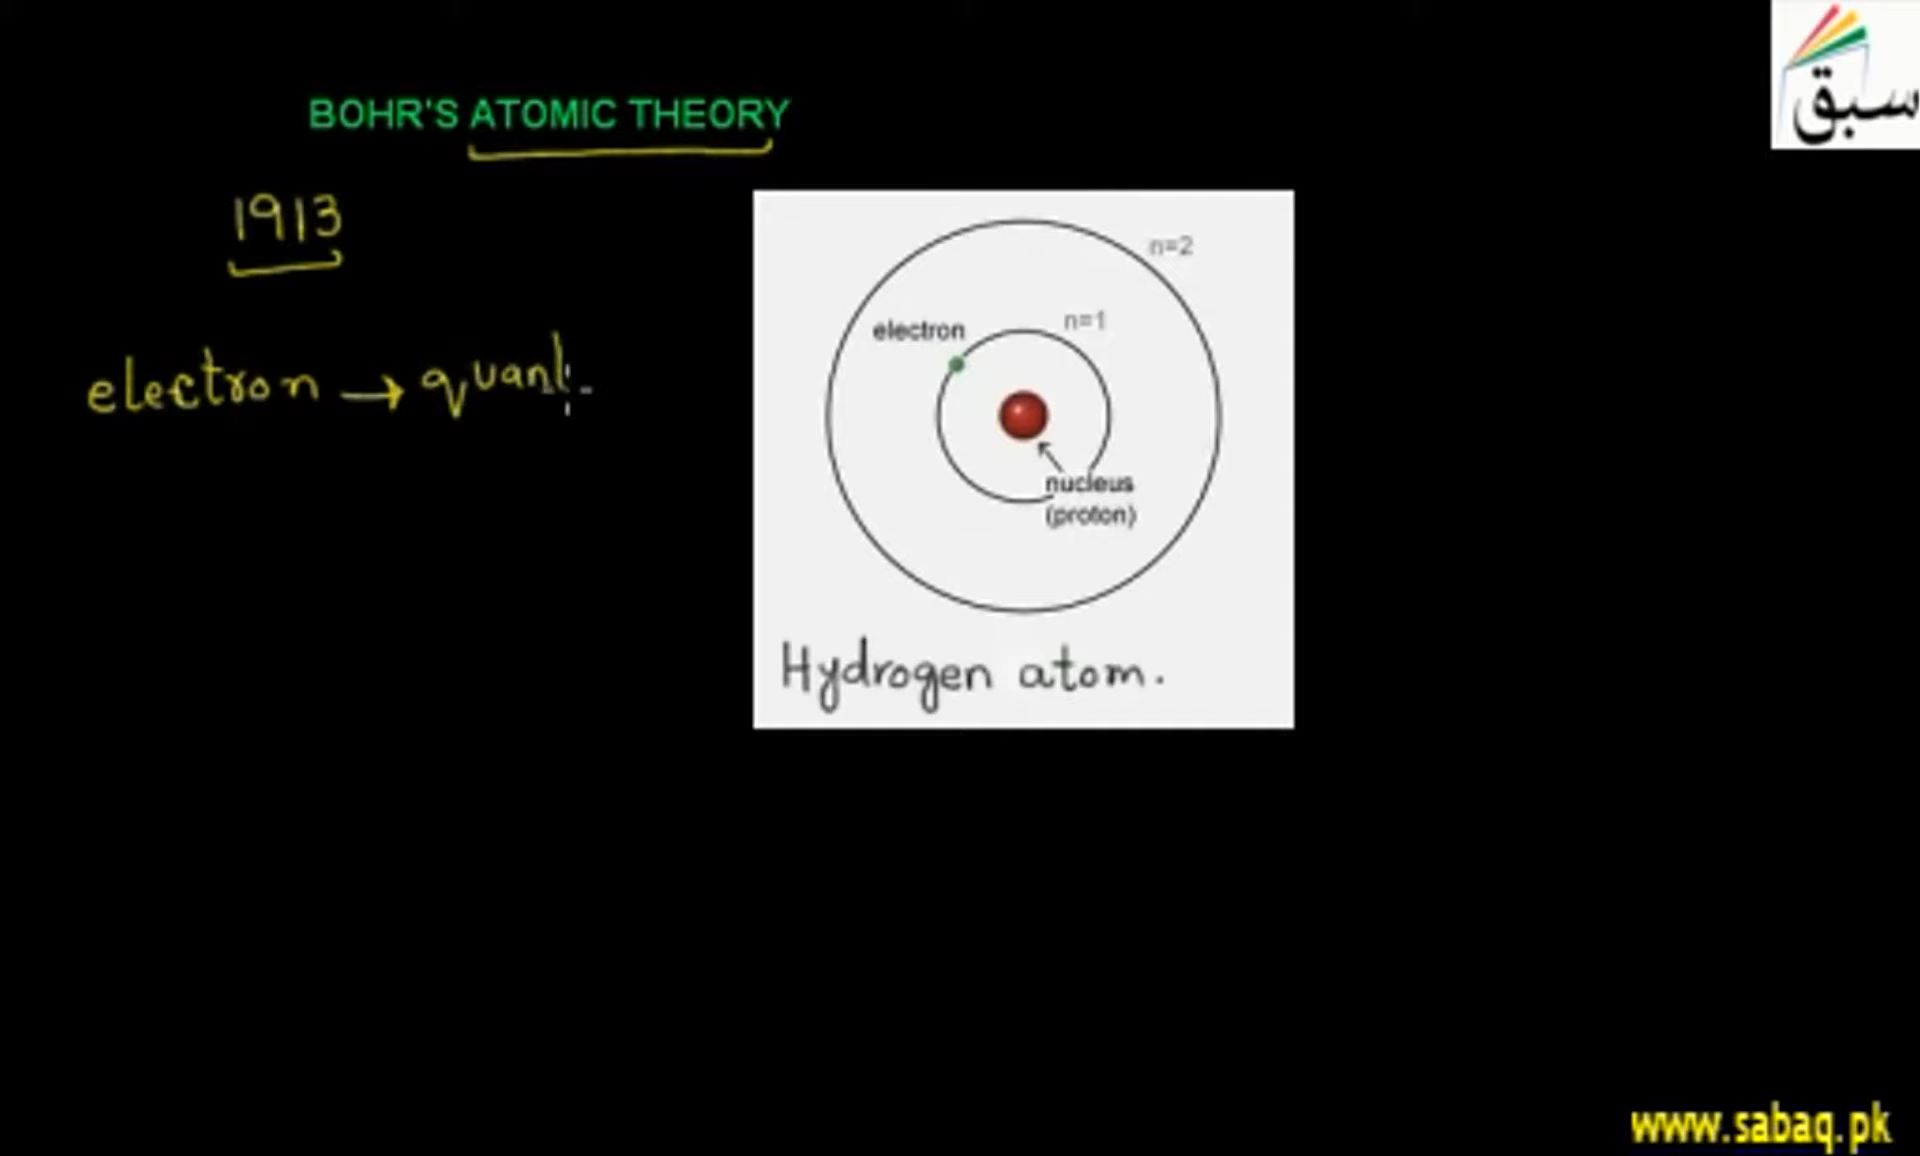 سبق
BOHR'S ATOMIC THEORY
1913
electron → quant
n=2
n=1
electron
nucleus
(proton)
Hydrogen atom.
www.sabaq.pk